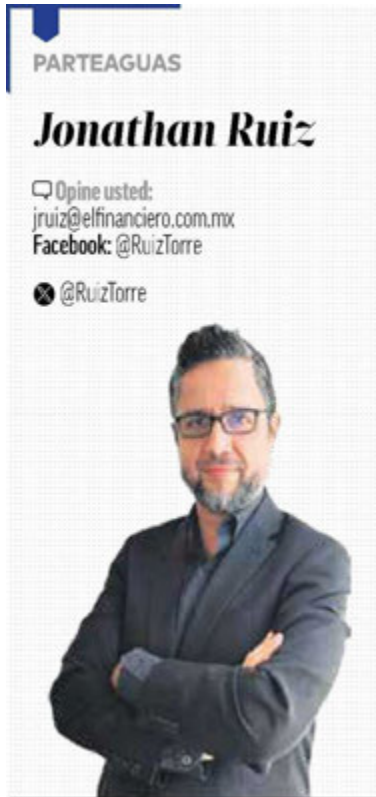 PARTEAGUAS
Jonathan Ruiz
Opine usted:
jruiz@elfinanciero.com.mx
Facebook: @RuizTorre
@RuizTorre